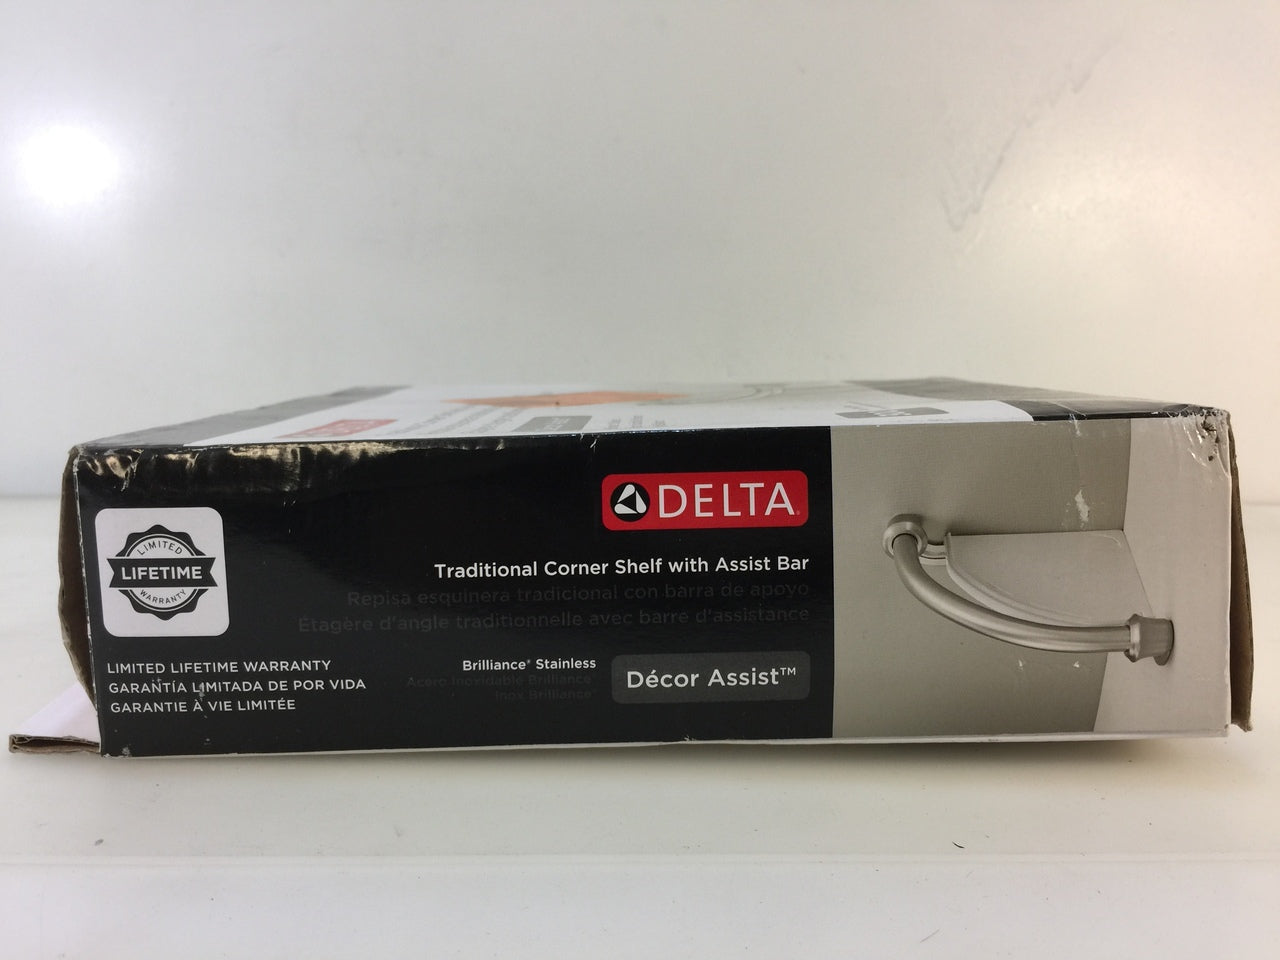 DELTA
LIMITED
LIFETIME
WARRANTY
Traditional Corner Shelf with Assist Bar
Repisa esquinera tradicional con barra de apoyo
Étagère d'angle traditionnelle avec barre d'assistance
LIMITED LIFETIME WARRANTY
GARANTÍA LIMITADA DE POR VIDA
GARANTIE À VIE LIMITÉE
Brilliance® Stainless
Acero Inoxidable Brilliance®
Inox Brilliance®
Décor Assist™